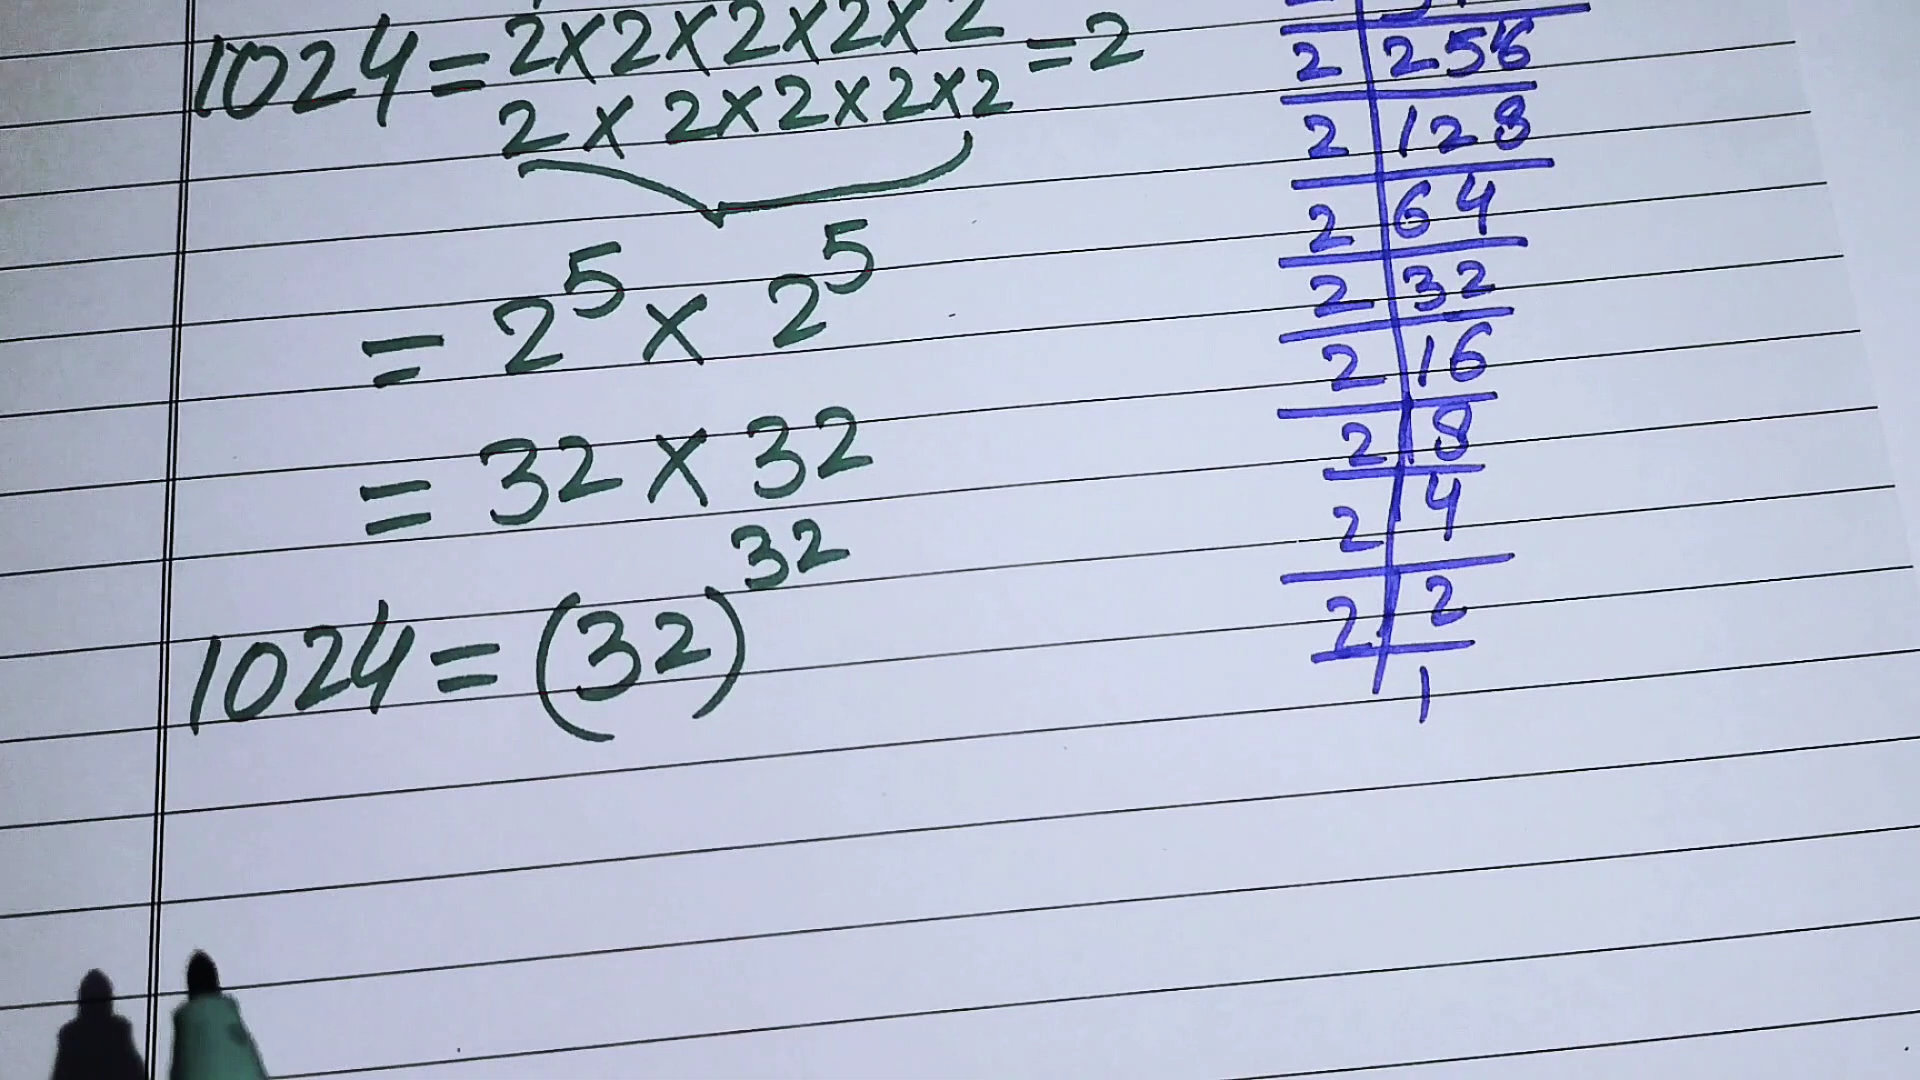 1024 = 2×2×2×2×2 = 2
2 × 2×2×2×2
= 2⁵ × 2⁵
= 32 × 32
1024 = (32)³²
2 | 256
2 | 128
2 | 64
2 | 32
2 | 16
2 | 8
2 | 4
2 | 2
1